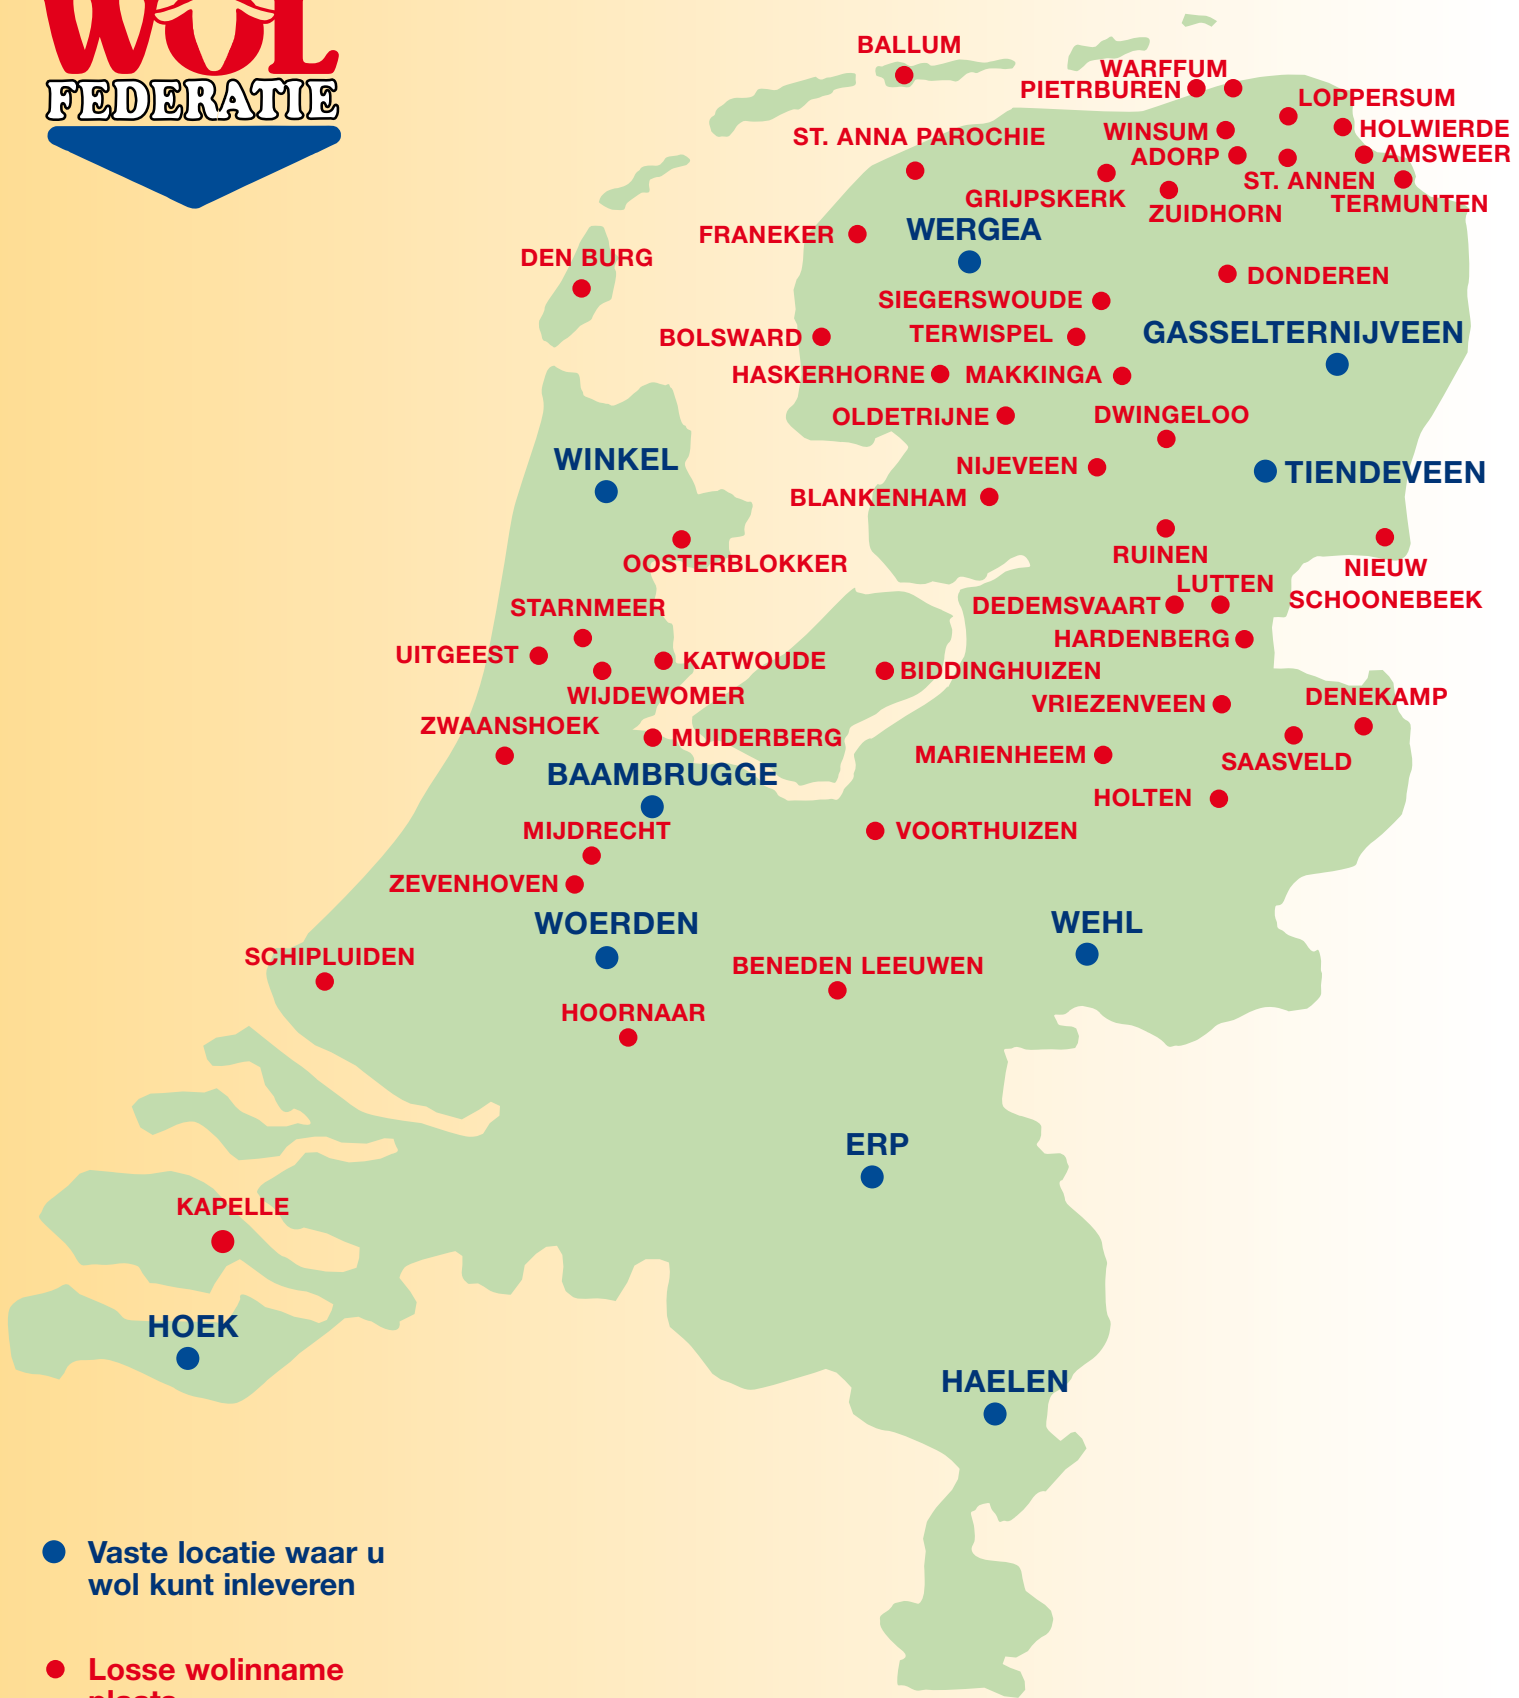 WOL
FEDERATIE
BALLUM
WARFFUM
PIETRBUREN
LOPPERSUM
HOLWIERDE
WINSUM
ST. ANNA PAROCHIE
ADORP
AMSWEER
ST. ANNEN
GRIJPSKERK
TERMUNTEN
ZUIDHORN
WERGEA
FRANEKER
DEN BURG
DONDEREN
SIEGERSWOUDE
GASSELTERNIJVEEN
TERWISPEL
BOLSWARD
HASKERHORNE
MAKKINGA
DWINGELOO
OLDETRIJNE
WINKEL
NIJEVEEN
TIENDEVEEN
BLANKENHAM
RUINEN
OOSTERBLOKKER
NIEUW
SCHOONEBEEK
LUTTEN
DEDEMSVAART
STARNMEER
HARDENBERG
UITGEEST
KATWOUDE
BIDDINGHUIZEN
WIJDEWOMER
DENEKAMP
VRIEZENVEEN
ZWAANSHOEK
MUIDERBERG
MARIENHEEM
SAASVELD
BAAMBRUGGE
HOLTEN
MIJDRECHT
VOORTHUIZEN
ZEVENHOVEN
WOERDEN
WEHL
SCHIPLUIDEN
BENEDEN LEEUWEN
HOORNAAR
ERP
KAPELLE
HOEK
HAELEN
Vaste locatie waar u
wol kunt inleveren
Losse wolinname
plaats